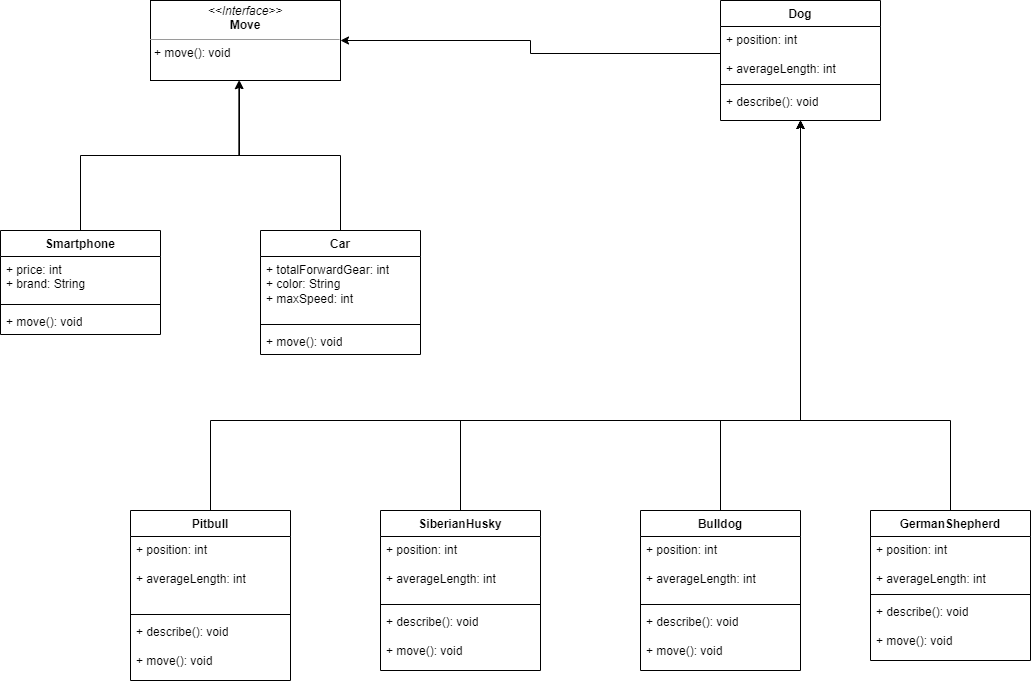 <<Interface>>
Move
+ move(): void
Dog
+ position: int
+ averageLength: int
+ describe(): void
Smartphone
+ price: int
+ brand: String
+ move(): void
Car
+ totalForwardGear: int
+ color: String
+ maxSpeed: int
+ move(): void
Pitbull
+ position: int
+ averageLength: int
+ describe(): void
+ move(): void
SiberianHusky
+ position: int
+ averageLength: int
+ describe(): void
+ move(): void
Bulldog
+ position: int
+ averageLength: int
+ describe(): void
+ move(): void
GermanShepherd
+ position: int
+ averageLength: int
+ describe(): void
+ move(): void